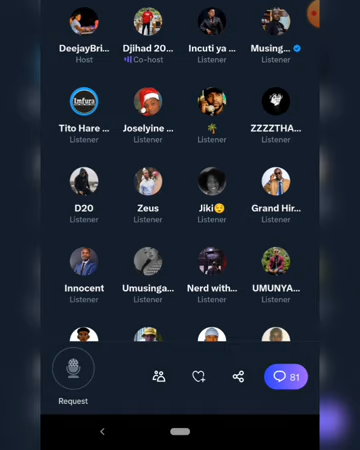 DeejayBri... Djihad 20... Incuti ya ... Musing...
Host Co-host Listener Listener
Imfura
Tito Hare ... Joselyine ... 🌴 ZZZZTHA...
Listener Listener Listener Listener
D20 Zeus Jiki😌 Grand Hir...
Listener Listener Listener Listener
Innocent Umusinga... Nerd with... UMUNYA...
Listener Listener Listener Listener
81
Request